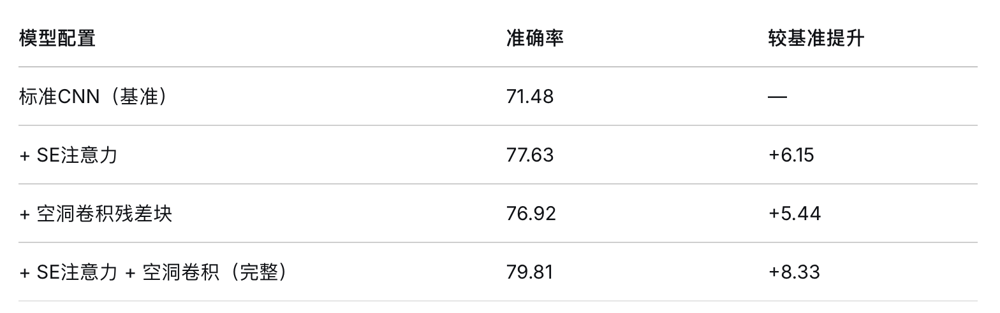 模型配置 准确率 较基准提升
标准CNN（基准） 71.48 —
+ SE注意力 77.63 +6.15
+ 空洞卷积残差块 76.92 +5.44
+ SE注意力 + 空洞卷积（完整） 79.81 +8.33